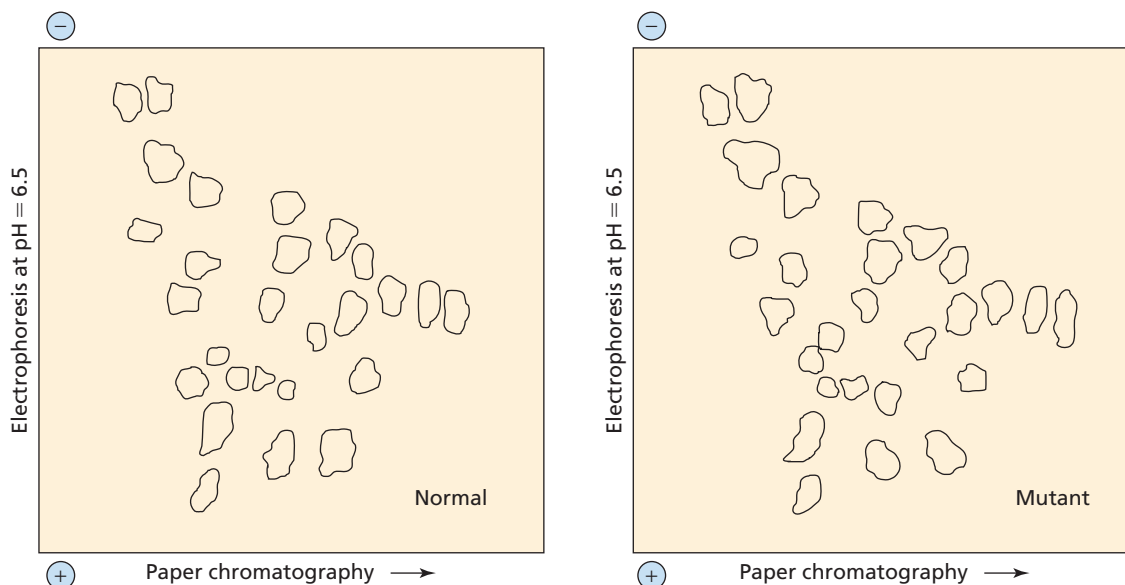 −
−
Electrophoresis at pH = 6.5
Normal
+
Paper chromatography
Electrophoresis at pH = 6.5
Mutant
+
Paper chromatography